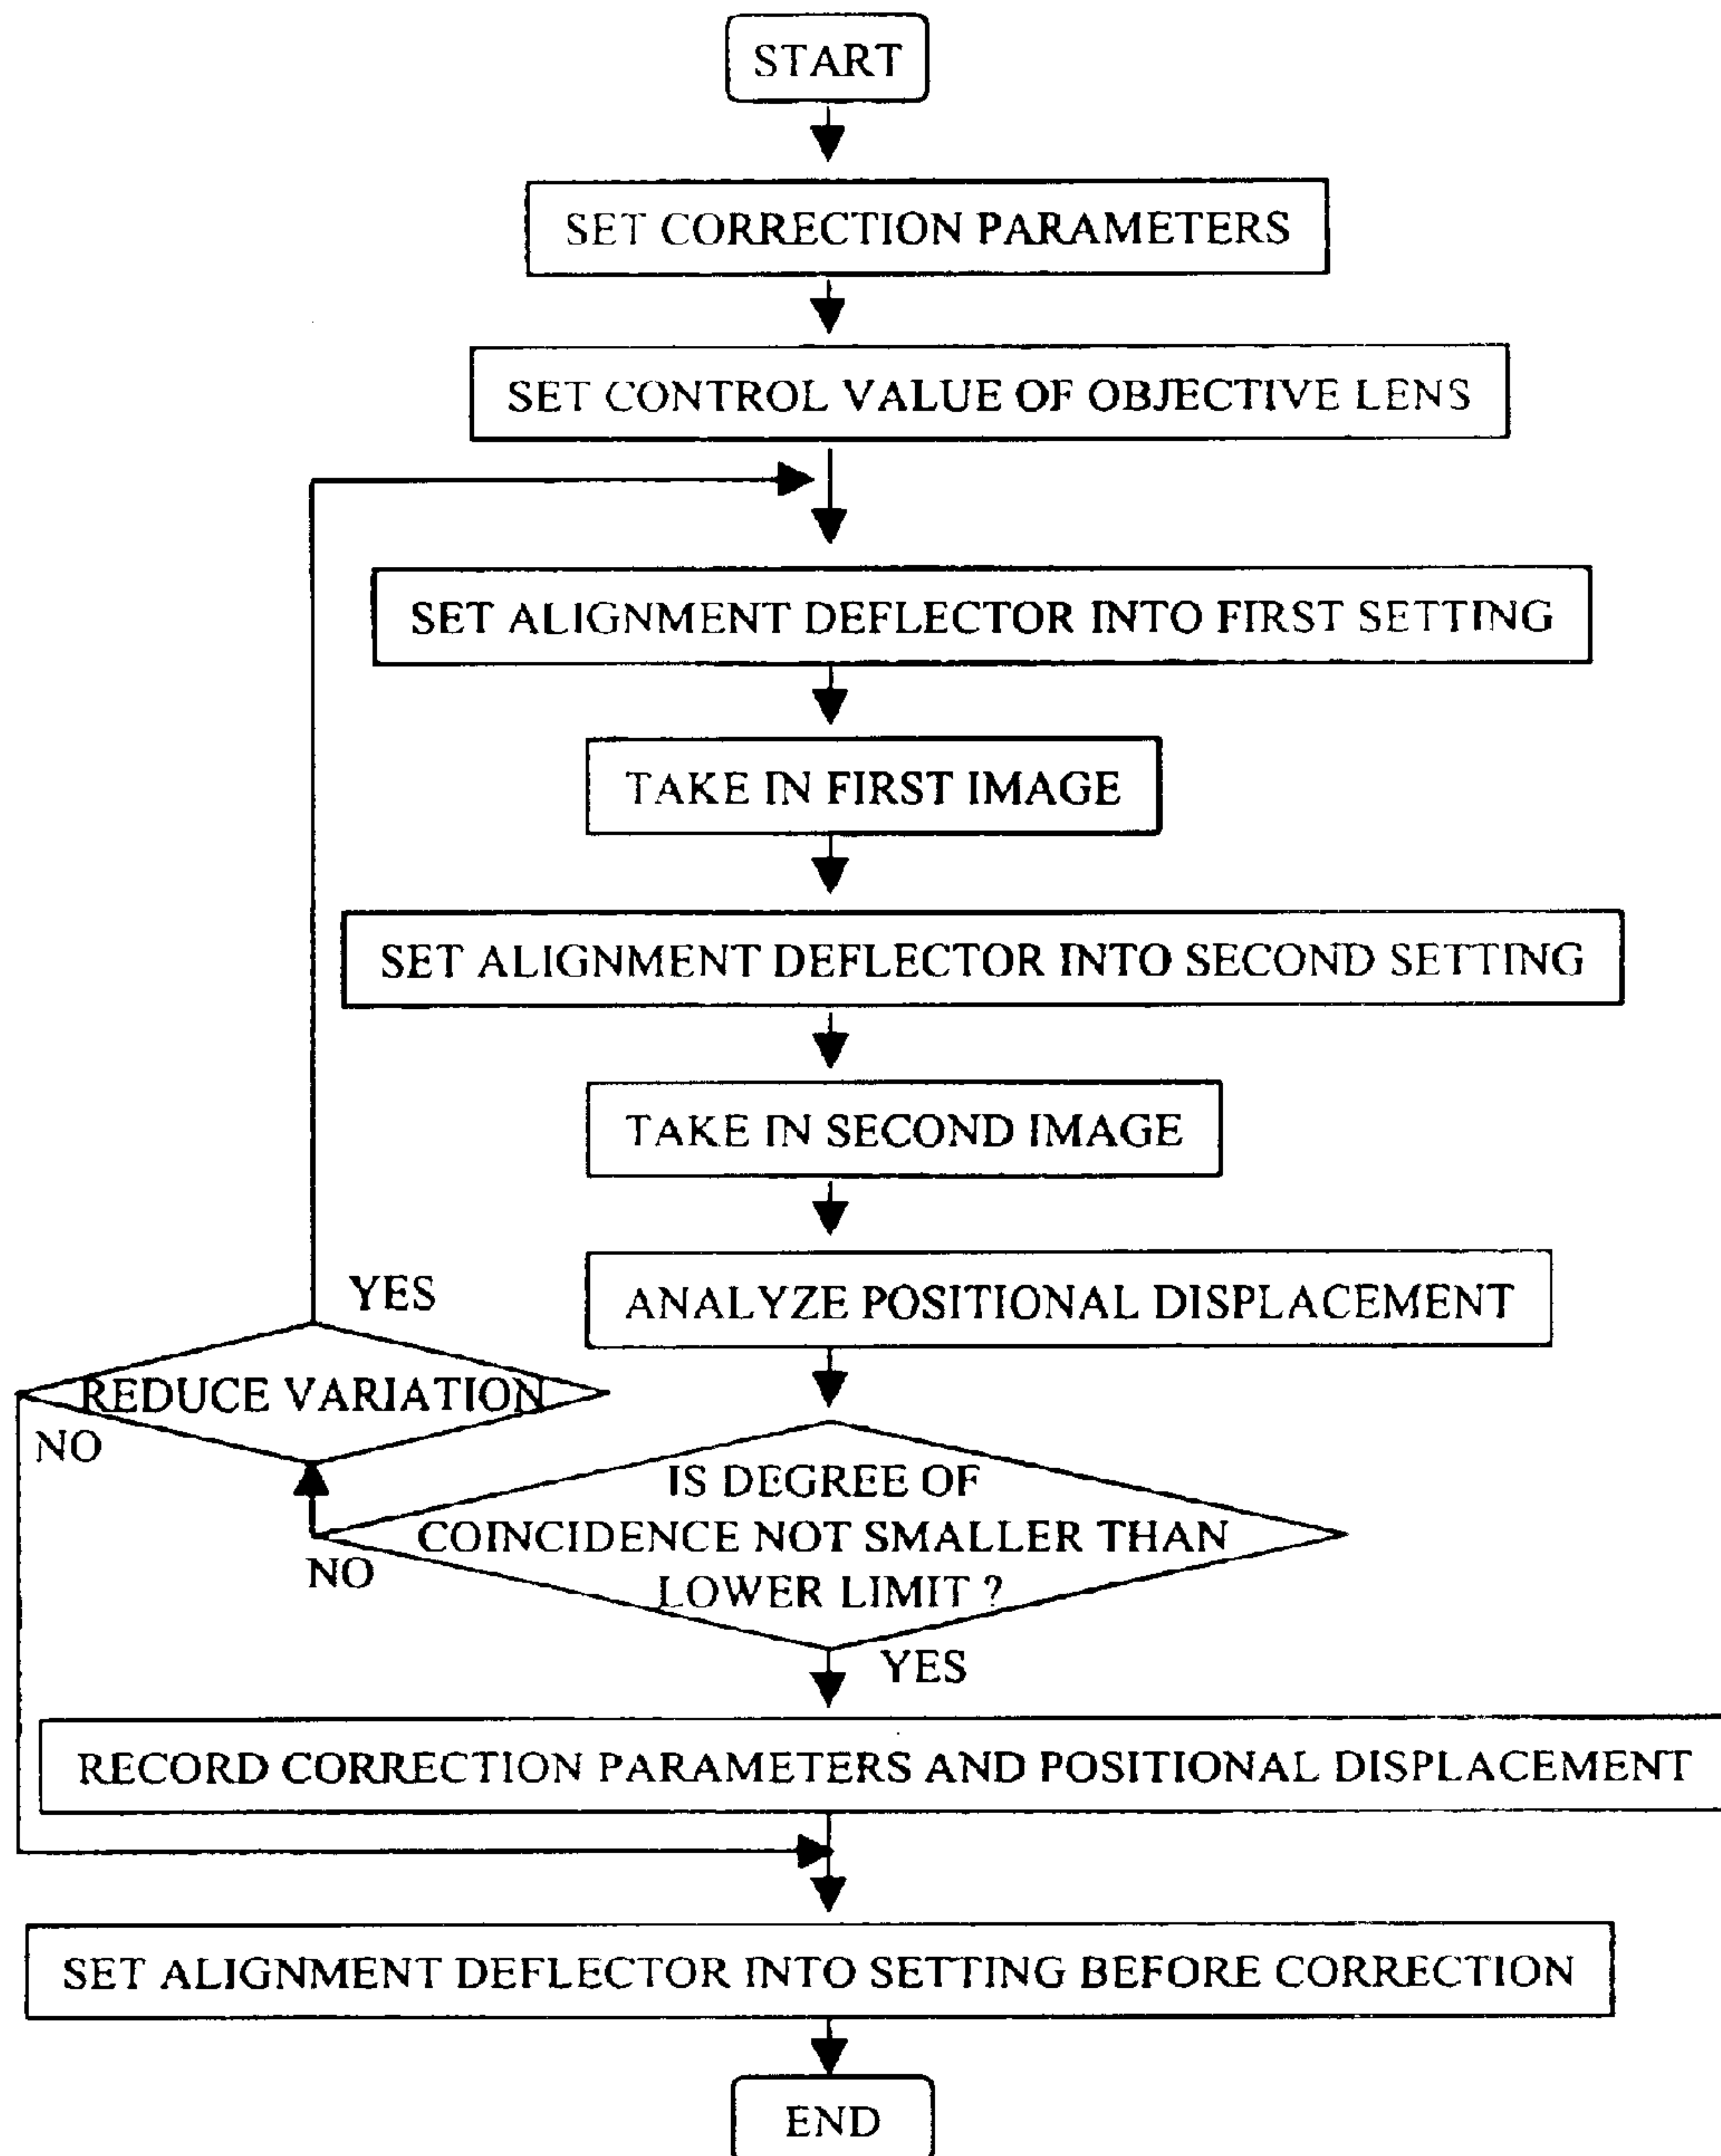 START
SET CORRECTION PARAMETERS
SET CONTROL VALUE OF OBJECTIVE LENS
SET ALIGNMENT DEFLECTOR INTO FIRST SETTING
TAKE IN FIRST IMAGE
SET ALIGNMENT DEFLECTOR INTO SECOND SETTING
TAKE IN SECOND IMAGE
ANALYZE POSITIONAL DISPLACEMENT
YES
REDUCE VARIATION
NO
IS DEGREE OF
COINCIDENCE NOT SMALLER THAN
LOWER LIMIT ?
NO
YES
RECORD CORRECTION PARAMETERS AND POSITIONAL DISPLACEMENT
SET ALIGNMENT DEFLECTOR INTO SETTING BEFORE CORRECTION
END